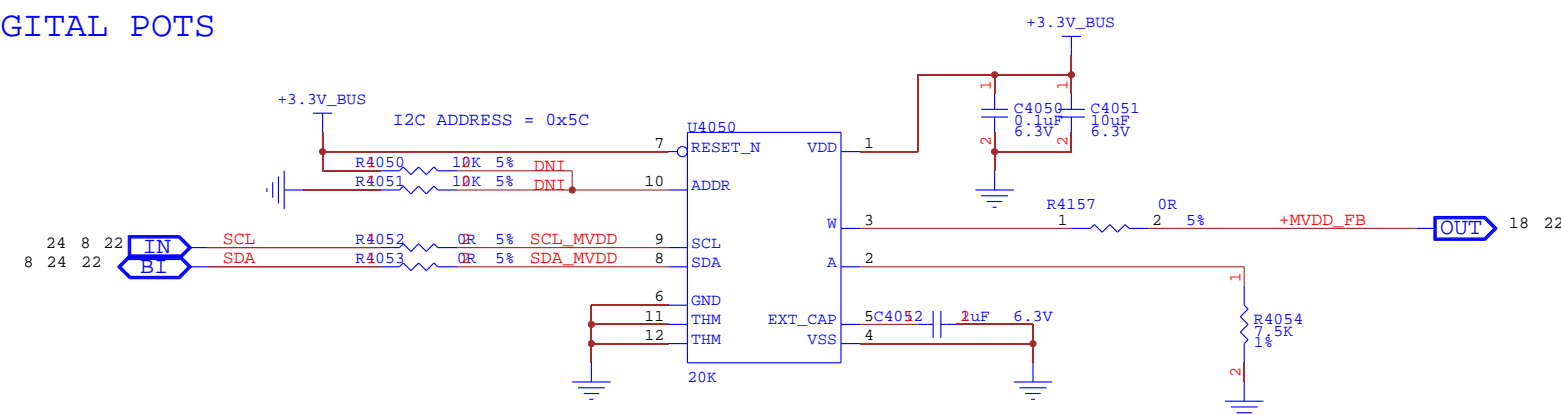 GITAL POTS
+3.3V_BUS
+3.3V_BUS
I2C ADDRESS = 0x5C
1 C4050 2
0.1uF
6.3V
1 C4051 2
10uF
6.3V
U4050
7 RESET_N VDD 1
R4050 10K 5% DNI
R4051 10K 5% DNI
10 ADDR
R4157 0R
W 3 1 2 5% +MVDD_FB OUT 18 22
24 8 22 IN SCL R4052 0R 5% SCL_MVDD 9 SCL
8 24 22 BI SDA R4053 0R 5% SDA_MVDD 8 SDA
A 2
6 GND
11 THM EXT_CAP 5 C4052 1uF 6.3V
12 THM VSS 4
1 R4054 2
7.5K
1%
20K